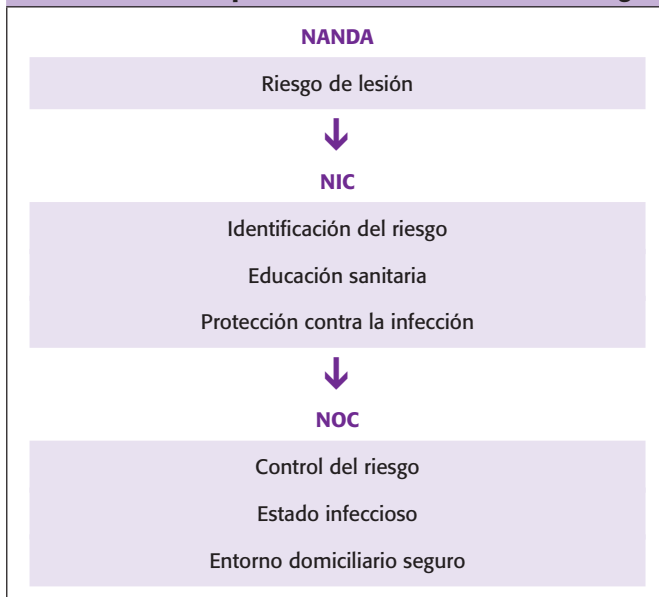 NANDA
Riesgo de lesión
NIC
Identificación del riesgo
Educación sanitaria
Protección contra la infección
NOC
Control del riesgo
Estado infeccioso
Entorno domiciliario seguro